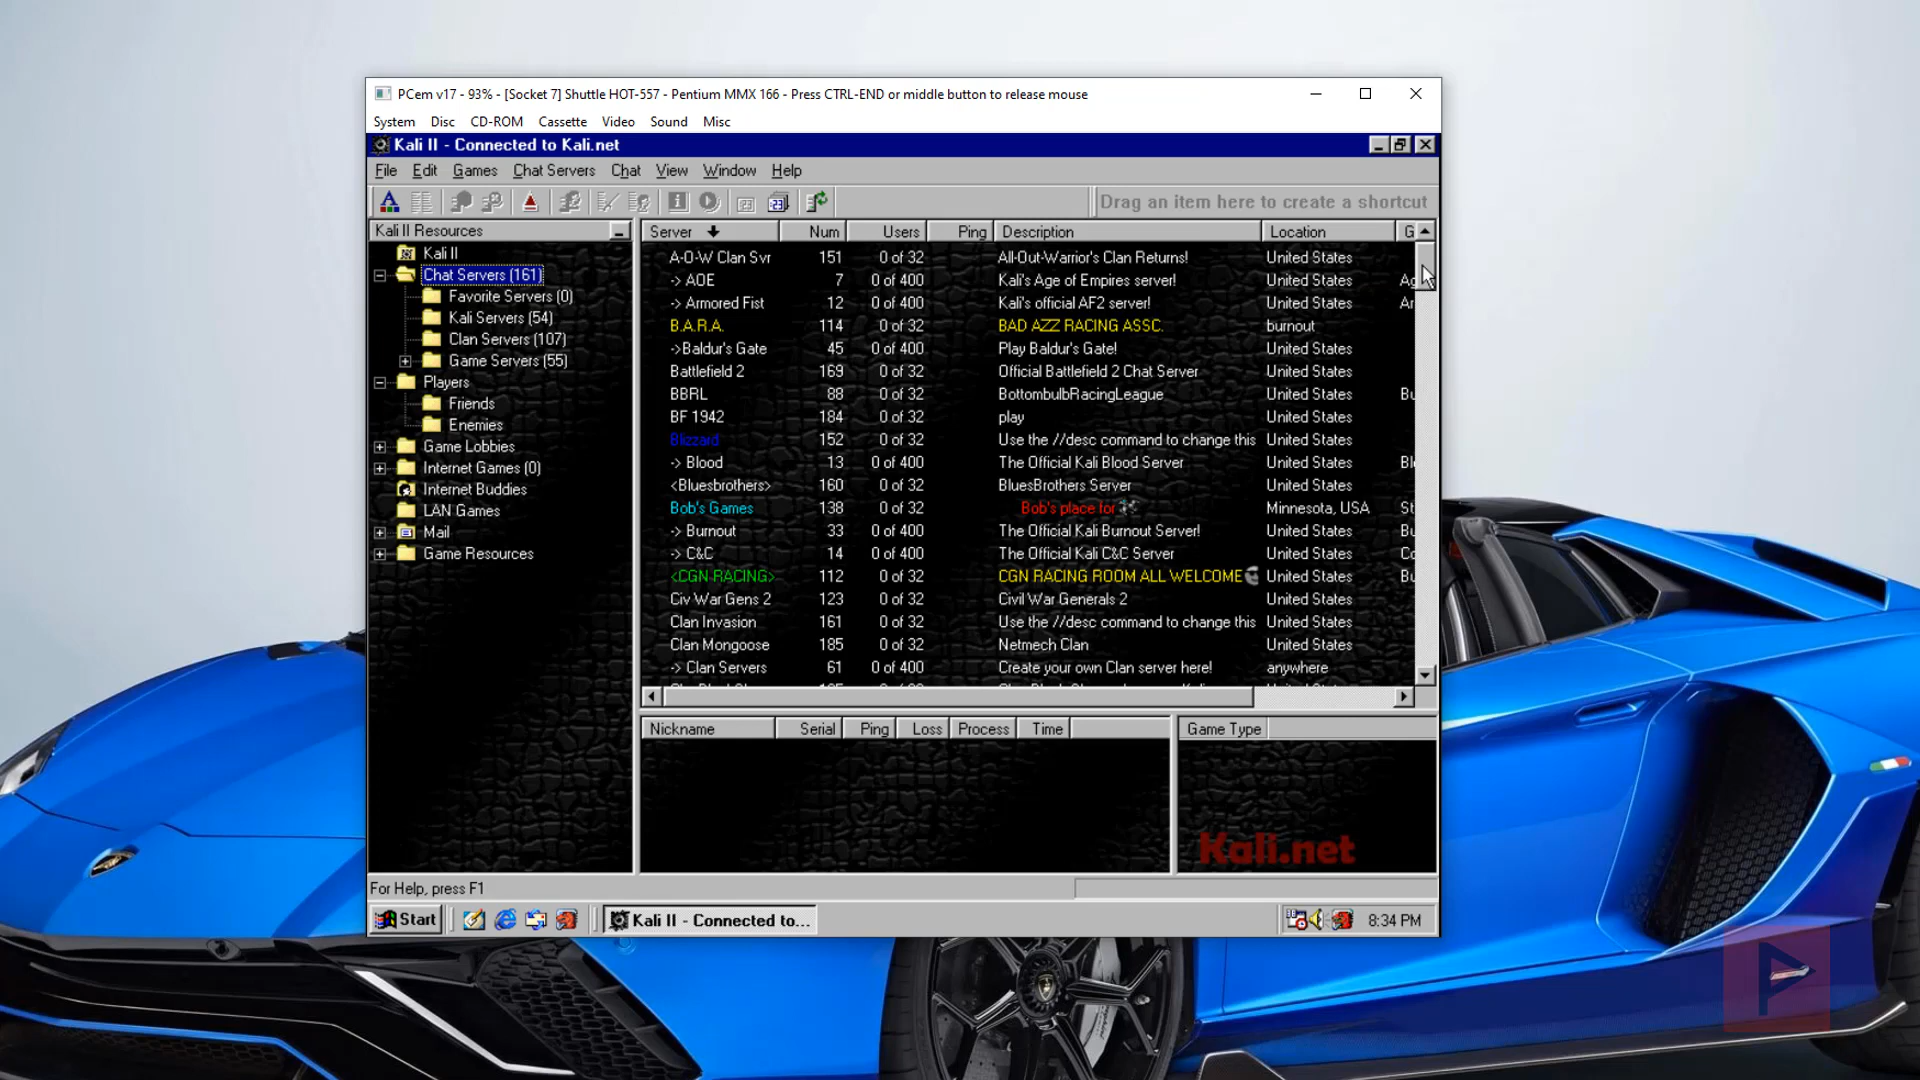 PCem v17 - 93% - [Socket 7] Shuttle HOT-557 - Pentium MMX 166 - Press CTRL-END or middle button to release mouse
System Disc CD-ROM Cassette Video Sound Misc
Kali II - Connected to Kali.net
File Edit Games Chat Servers Chat View Window Help
Drag an item here to create a shortcut
Kali II Resources
Kali II
Chat Servers (161)
Favorite Servers (0)
Kali Servers (54)
Clan Servers (107)
Game Servers (55)
Players
Friends
Enemies
Game Lobbies
Internet Games (0)
Internet Buddies
LAN Games
Mail
Game Resources
Server Num Users Ping Description Location G
A-O-W Clan Svr 151 0 of 32 All-Out-Warrior's Clan Returns! United States
-> AOE 7 0 of 400 Kali's Age of Empires server! United States Ag
-> Armored Fist 12 0 of 400 Kali's official AF2 server! United States Ar
B.A.R.A. 114 0 of 32 BAD AZZ RACING ASSC. burnout
->Baldur's Gate 45 0 of 400 Play Baldur's Gate! United States
Battlefield 2 169 0 of 32 Official Battlefield 2 Chat Server United States
BBRL 88 0 of 32 BottombulbRacingLeague United States Bu
BF 1942 184 0 of 32 play United States
Blizzard 152 0 of 32 Use the //desc command to change this United States
-> Blood 13 0 of 400 The Official Kali Blood Server United States Bl
<Bluesbrothers> 160 0 of 32 BluesBrothers Server United States
Bob's Games 138 0 of 32 Bob's place for Minnesota, USA St
-> Burnout 33 0 of 400 The Official Kali Burnout Server! United States Bu
-> C&C 14 0 of 400 The Official Kali C&C Server United States Co
<CGN RACING> 112 0 of 32 CGN RACING ROOM ALL WELCOME United States Bu
Civ War Gens 2 123 0 of 32 Civil War Generals 2 United States
Clan Invasion 161 0 of 32 Use the //desc command to change this United States
Clan Mongoose 185 0 of 32 Netmech Clan United States
-> Clan Servers 61 0 of 400 Create your own Clan server here! anywhere
Nickname Serial Ping Loss Process Time
Game Type
Kali.net
For Help, press F1
Start Kali II - Connected to... 8:34 PM